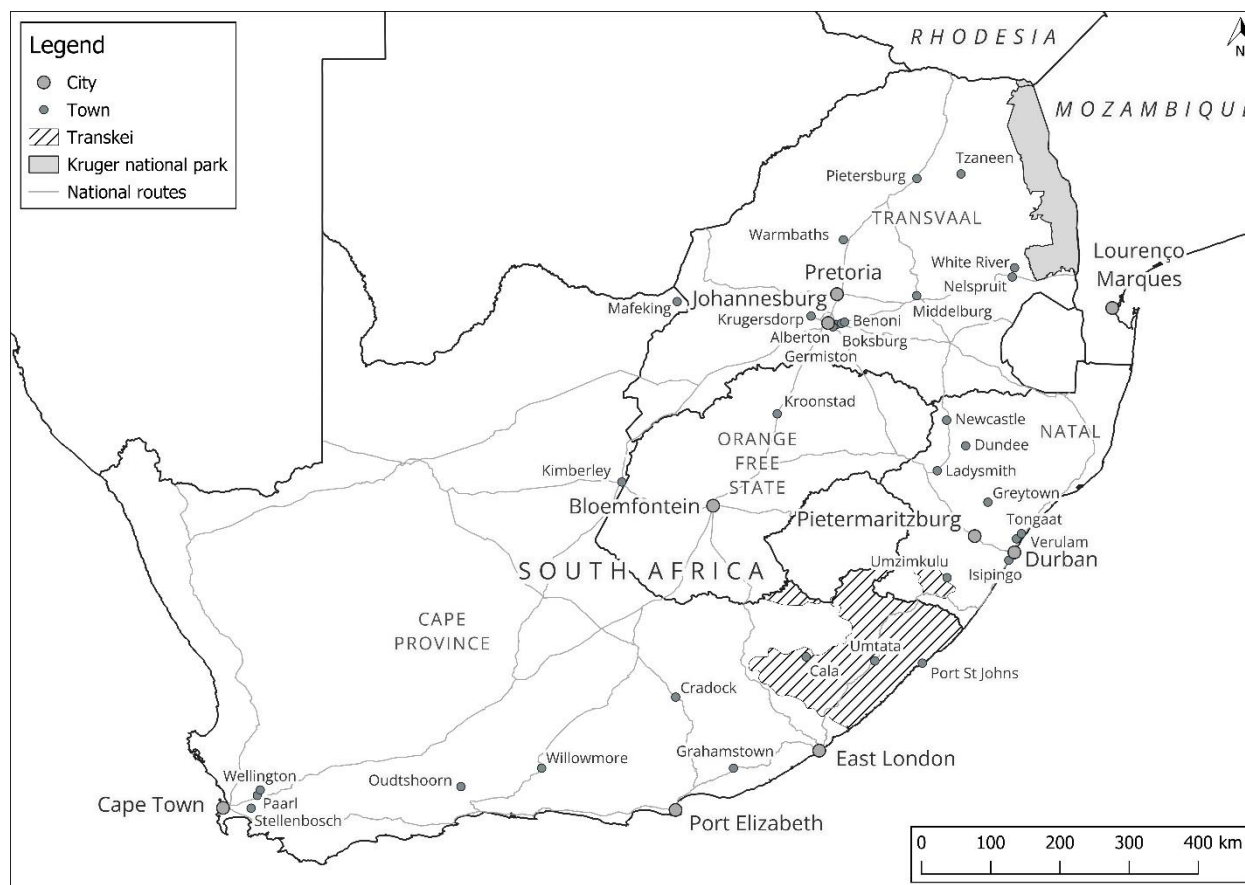 Legend
City
Town
Transkei
Kruger national park
National routes
RHODESIA
N
MOZAMBIQUE
Tzaneen
Pietersburg
TRANSVAAL
Warmbaths
White River
Lourenço
Marques
Pretoria
Nelspruit
Johannesburg
Mafeking
Middelburg
Krugersdorp
Benoni
Alberton
Boksburg
Germiston
Kroonstad
Newcastle
NATAL
ORANGE
FREE
STATE
Dundee
Kimberley
Ladysmith
Greytown
Bloemfontein
Pietermaritzburg
Tongaat
Verulam
Durban
Umzimkulu
Isipingo
SOUTH AFRICA
CAPE
PROVINCE
Umtata
Cala
Port St Johns
Cradock
Grahamstown
East London
Willowmore
Oudtshoorn
Wellington
Cape Town
Paarl
Stellenbosch
Port Elizabeth
0 100 200 300 400 km